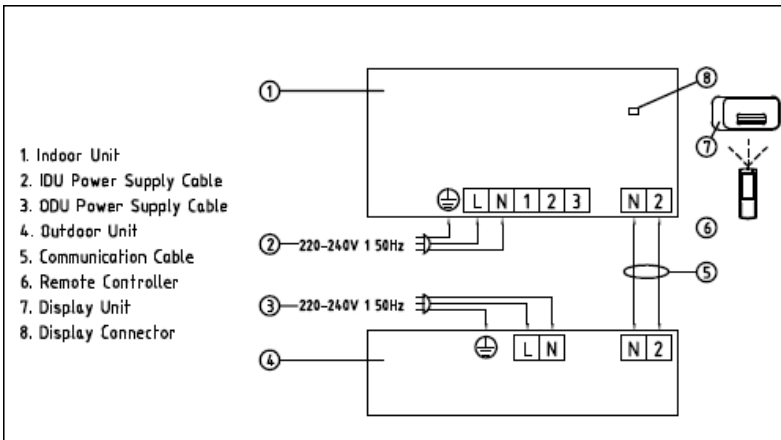 1. Indoor Unit
2. IDU Power Supply Cable
3. ODU Power Supply Cable
4. Outdoor Unit
5. Communication Cable
6. Remote Controller
7. Display Unit
8. Display Connector
1
8
7
L N 1 2 3 N 2
6
2 220-240V 1 50Hz
5
3 220-240V 1 50Hz
L N N 2
4